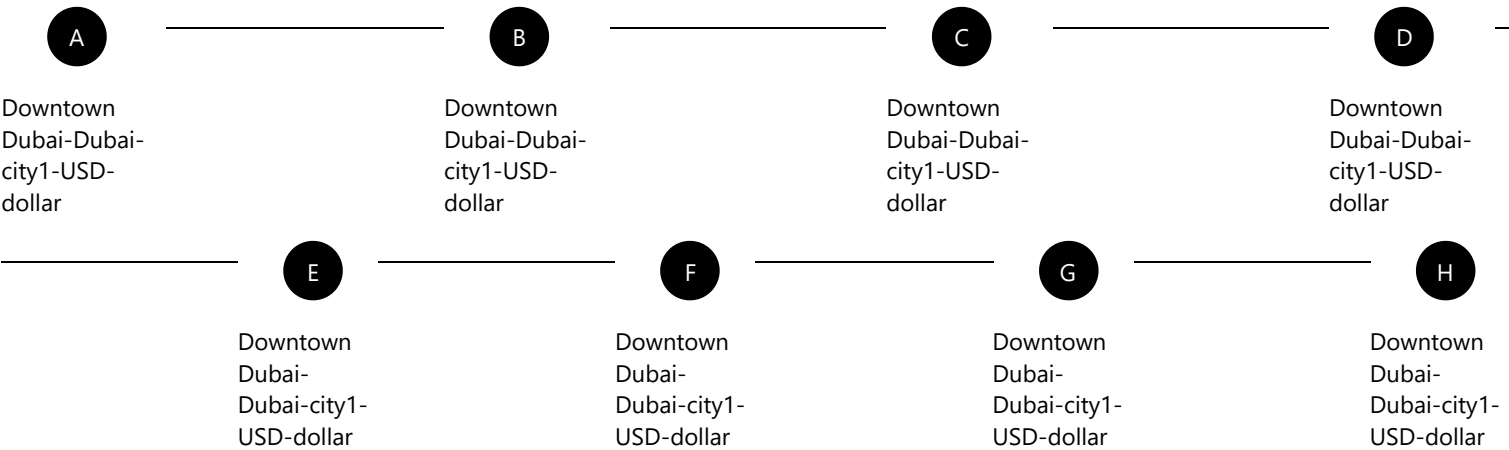 A
B
C
D
Downtown
Dubai-Dubai-
city1-USD-
dollar
Downtown
Dubai-Dubai-
city1-USD-
dollar
Downtown
Dubai-Dubai-
city1-USD-
dollar
Downtown
Dubai-Dubai-
city1-USD-
dollar
E
F
G
H
Downtown
Dubai-
Dubai-city1-
USD-dollar
Downtown
Dubai-
Dubai-city1-
USD-dollar
Downtown
Dubai-
Dubai-city1-
USD-dollar
Downtown
Dubai-
Dubai-city1-
USD-dollar